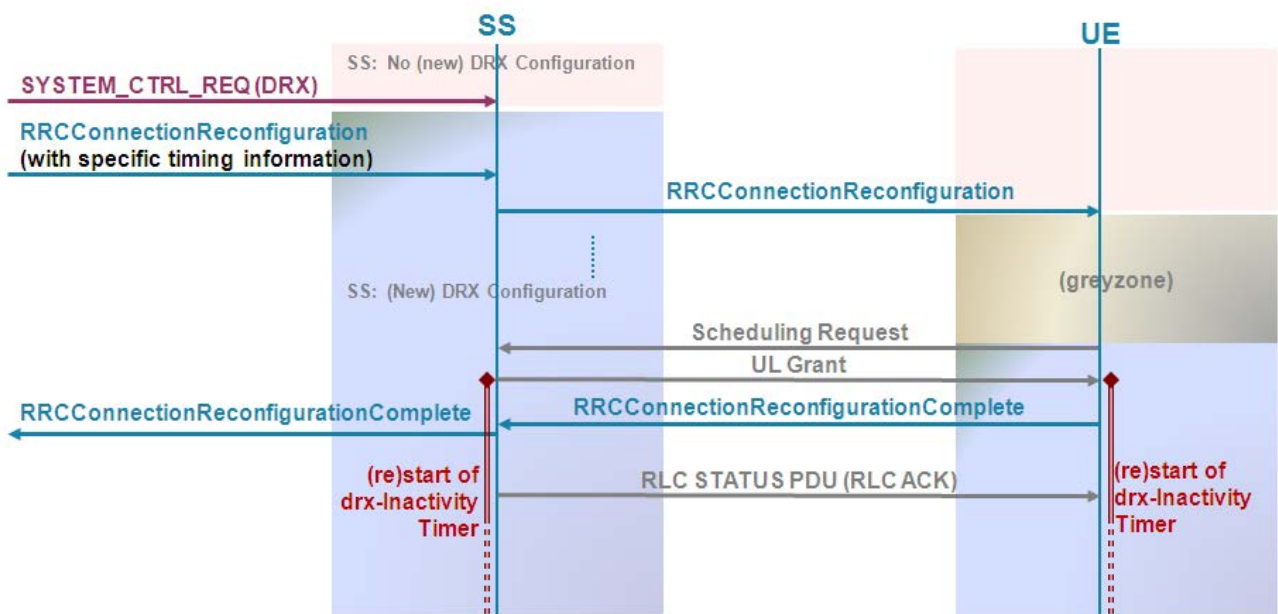 SS
UE
SS: No (new) DRX Configuration
SYSTEM_CTRL_REQ (DRX)
RRCConnectionReconfiguration
(with specific timing information)
RRCConnectionReconfiguration
(greyzone)
SS: (New) DRX Configuration
Scheduling Request
UL Grant
RRCConnectionReconfigurationComplete
RRCConnectionReconfigurationComplete
(re)start of
drx-Inactivity
Timer
RLC STATUS PDU (RLC ACK)
(re)start of
drx-Inactivity
Timer